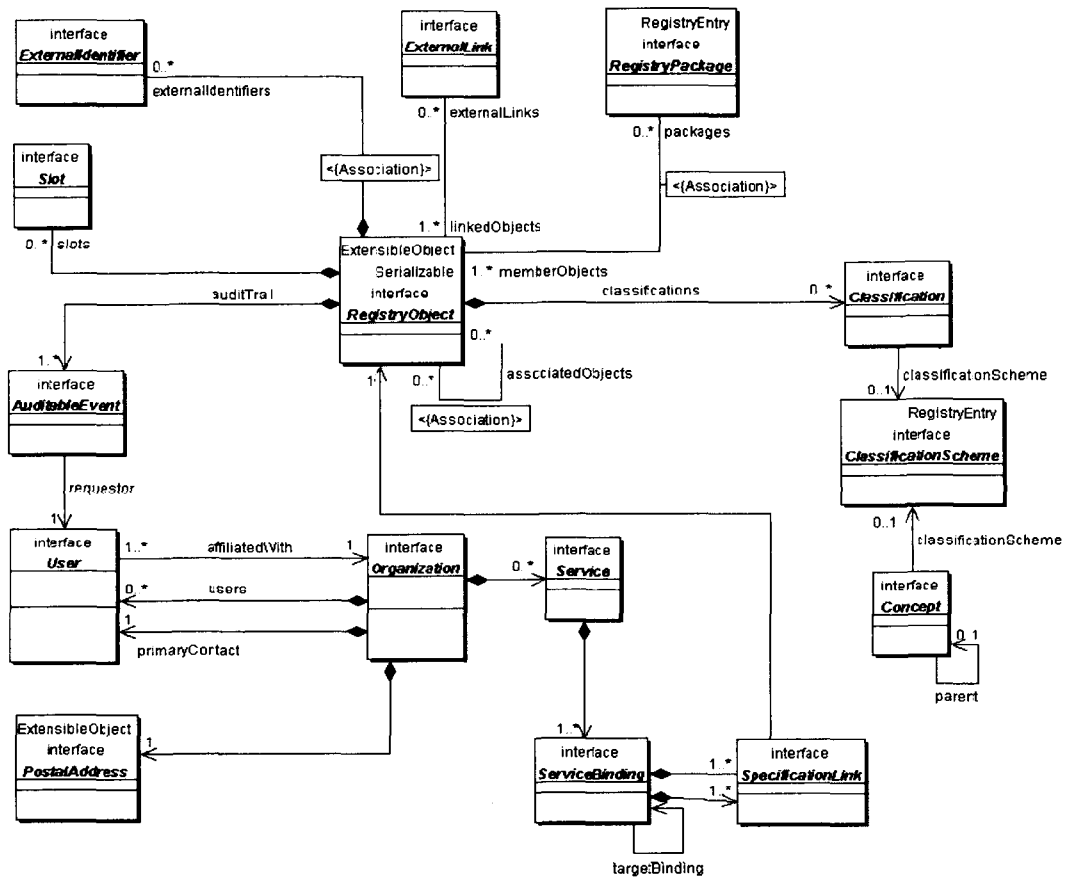 interface
ExternalIdentifier
0..*
externalIdentifiers
interface
ExternalLink
0..* externalLinks
RegistryEntry
interface
RegistryPackage
0..* packages
<{Association}>
<{Association}>
interface
Slot
0..* slots
1..* linkedObjects
ExtensibleObject
Serializable
interface
RegistryObject
1..* memberObjects
auditTrail
classifications
0..*
interface
Classification
0..*
associatedObjects
1
0..*
<{Association}>
1..*
interface
AuditableEvent
classificationScheme
0..1
RegistryEntry
interface
ClassificationScheme
requestor
1
0..1
classificationScheme
interface
User
1..*
affiliatedWith
1
interface
Organization
0..*
users
1
primaryContact
0..*
interface
Service
interface
Concept
0..1
parent
ExtensibleObject
interface
PostalAddress
1
1..*
interface
ServiceBinding
1..*
1..*
interface
SpecificationLink
targetBinding